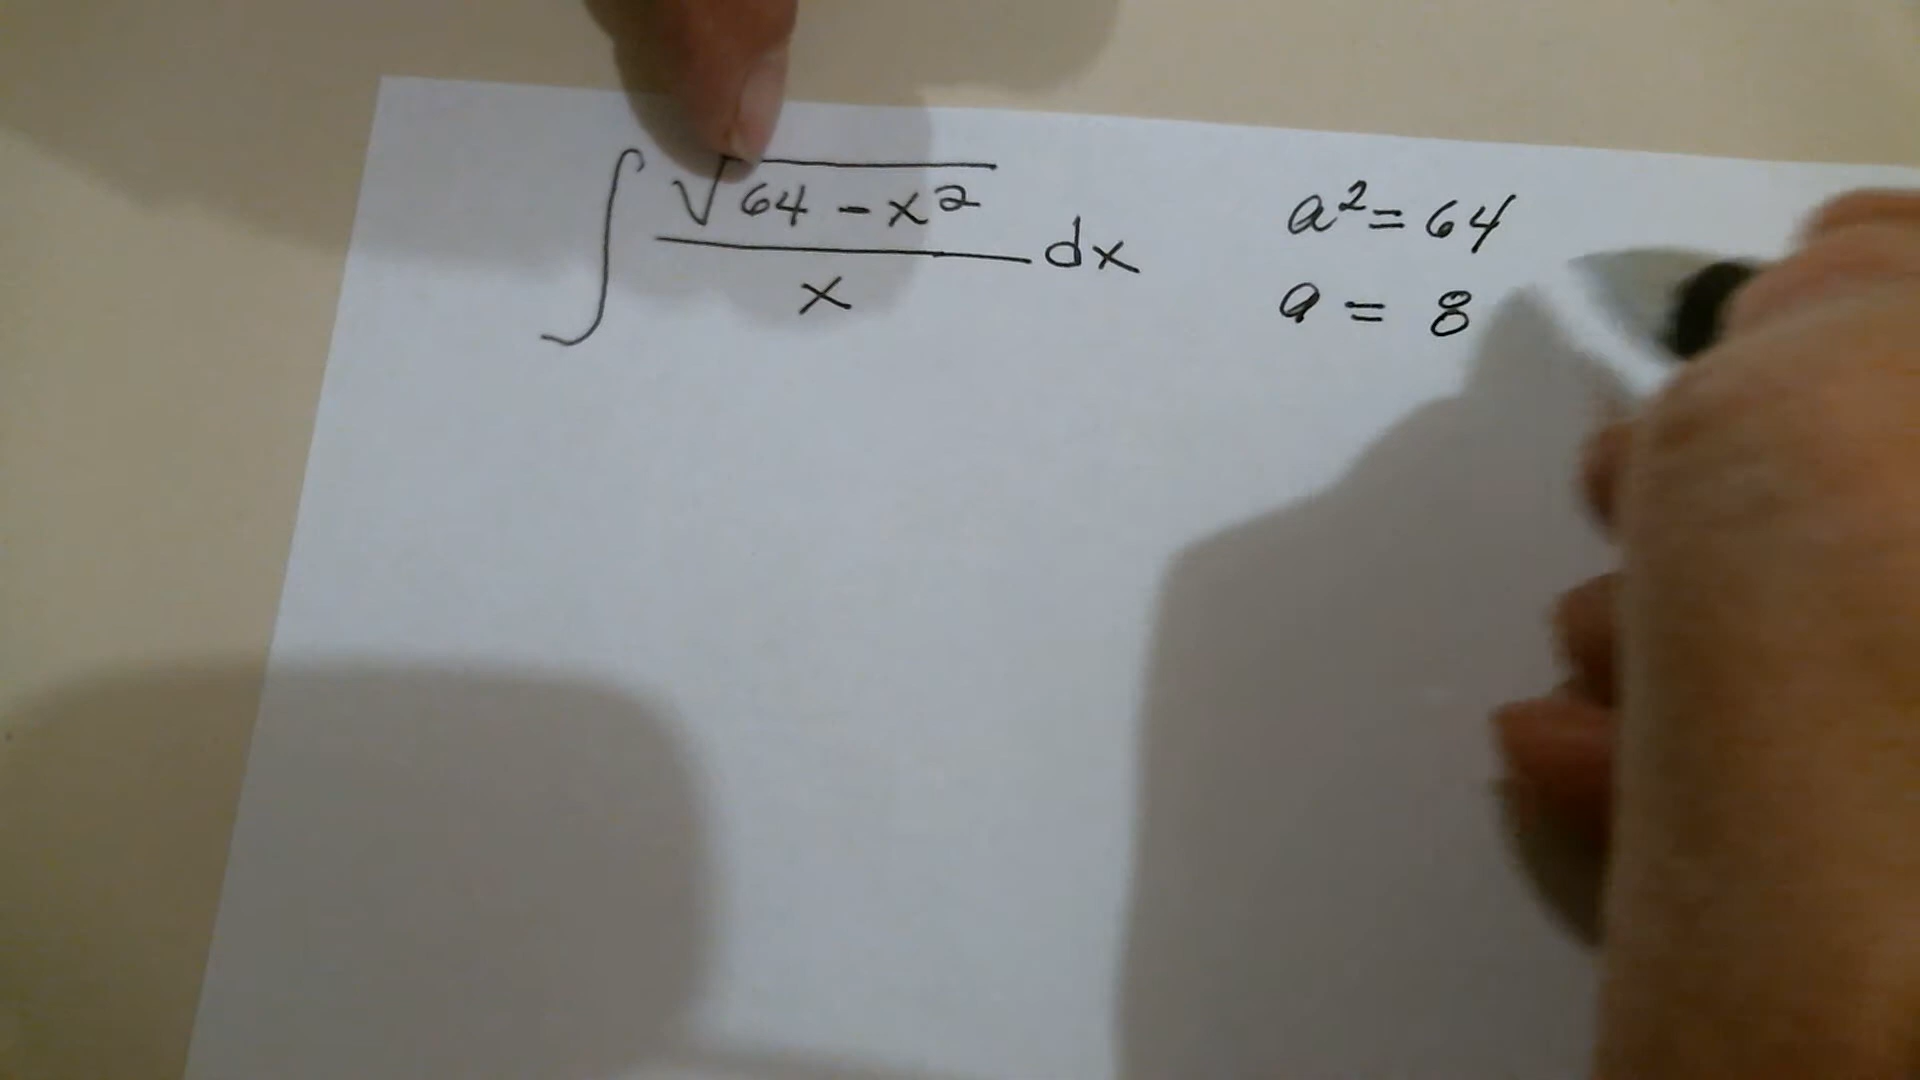 ∫ √(64 - x²) / x dx
a² = 64
a = 8